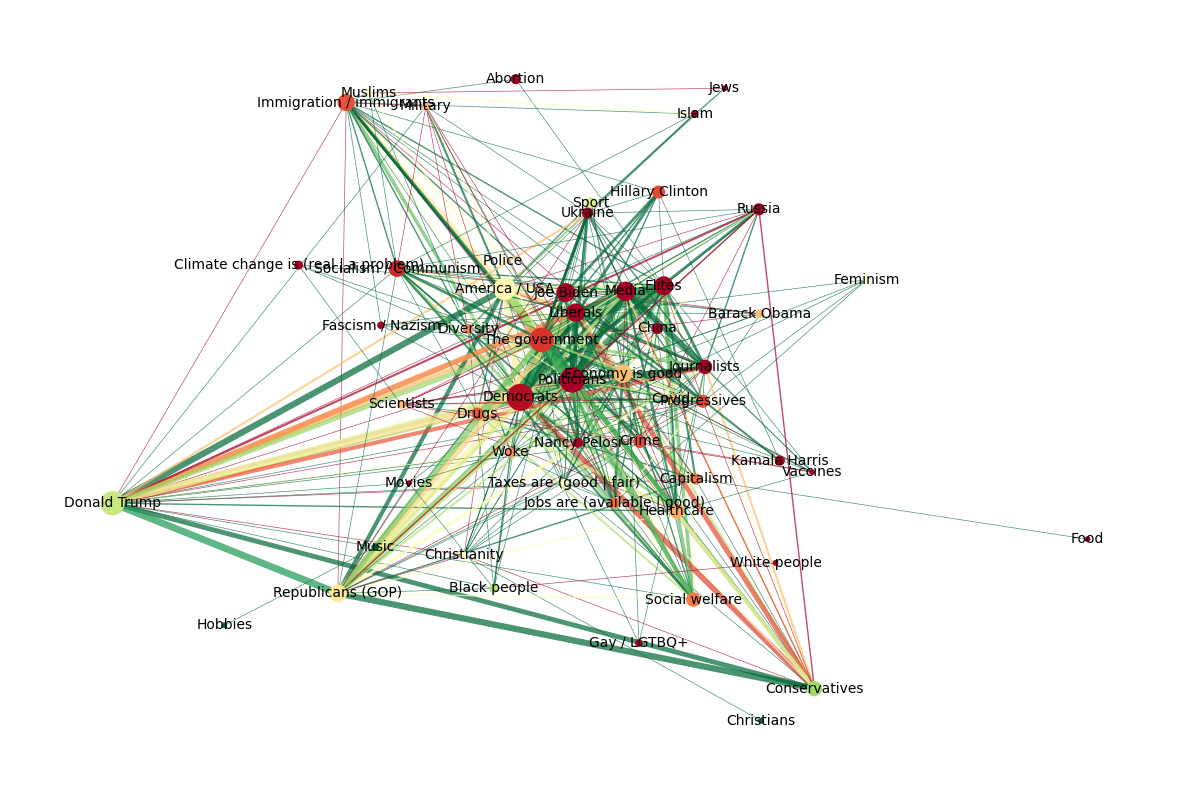 Abortion
Jews
Muslims
Immigration / immigrants
Military
Islam
Hillary Clinton
Sport
Ukraine
Russia
Police
Climate change is (real | a problem)
Socialism / Communism
Feminism
America / USA
Joe Biden
Media
Elites
Liberals
Barack Obama
Fascism / Nazism
Diversity
China
The government
Journalists
Economy is good
Politicians
Democrats
Covid
Progressives
Scientists
Drugs
Nancy Pelosi
Crime
Woke
Kamala Harris
Vaccines
Movies
Taxes are (good | fair)
Capitalism
Donald Trump
Jobs are (available | good)
Healthcare
Food
Music
Christianity
White people
Republicans (GOP)
Black people
Social welfare
Hobbies
Gay / LGTBQ+
Conservatives
Christians